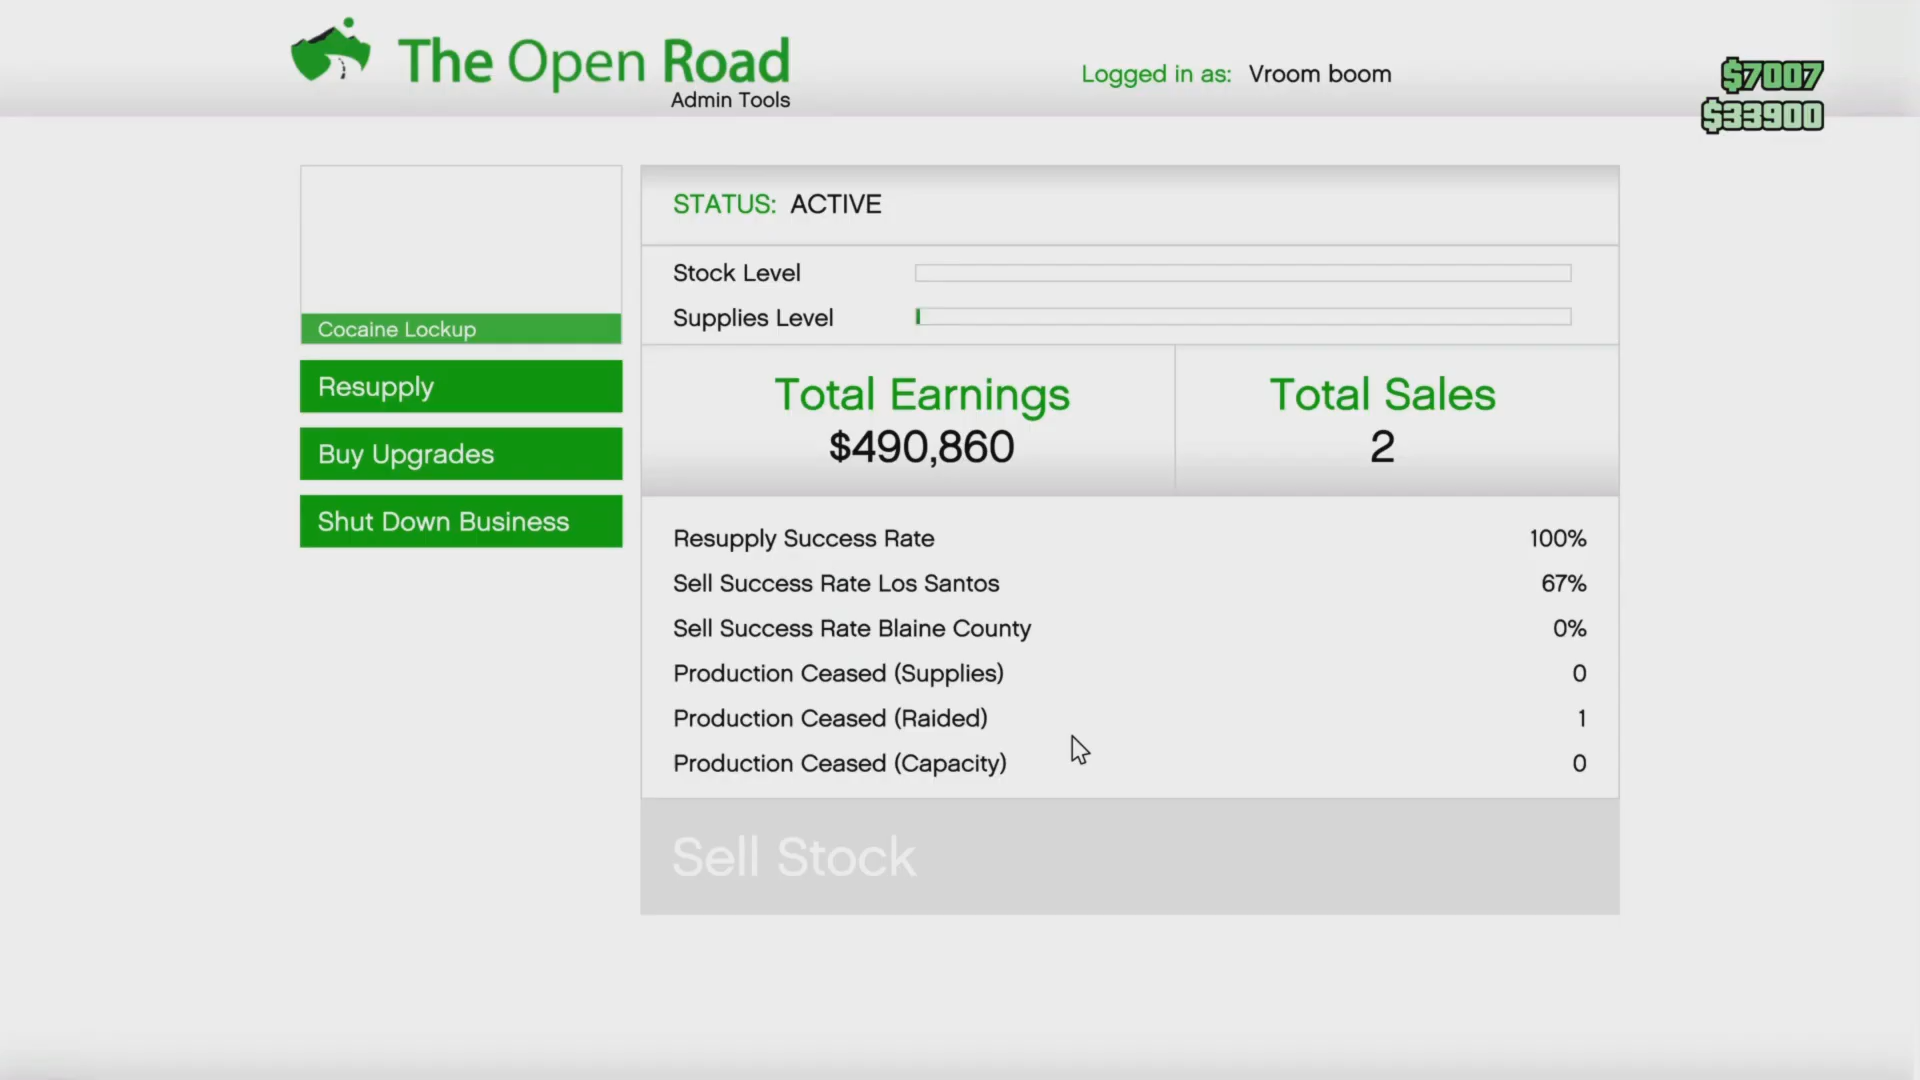 The Open Road
Admin Tools
Logged in as: Vroom boom
$7007
$33900
Cocaine Lockup
Resupply
Buy Upgrades
Shut Down Business
STATUS: ACTIVE
Stock Level
Supplies Level
Total Earnings
$490,860
Total Sales
2
Resupply Success Rate 100%
Sell Success Rate Los Santos 67%
Sell Success Rate Blaine County 0%
Production Ceased (Supplies) 0
Production Ceased (Raided) 1
Production Ceased (Capacity) 0
Sell Stock